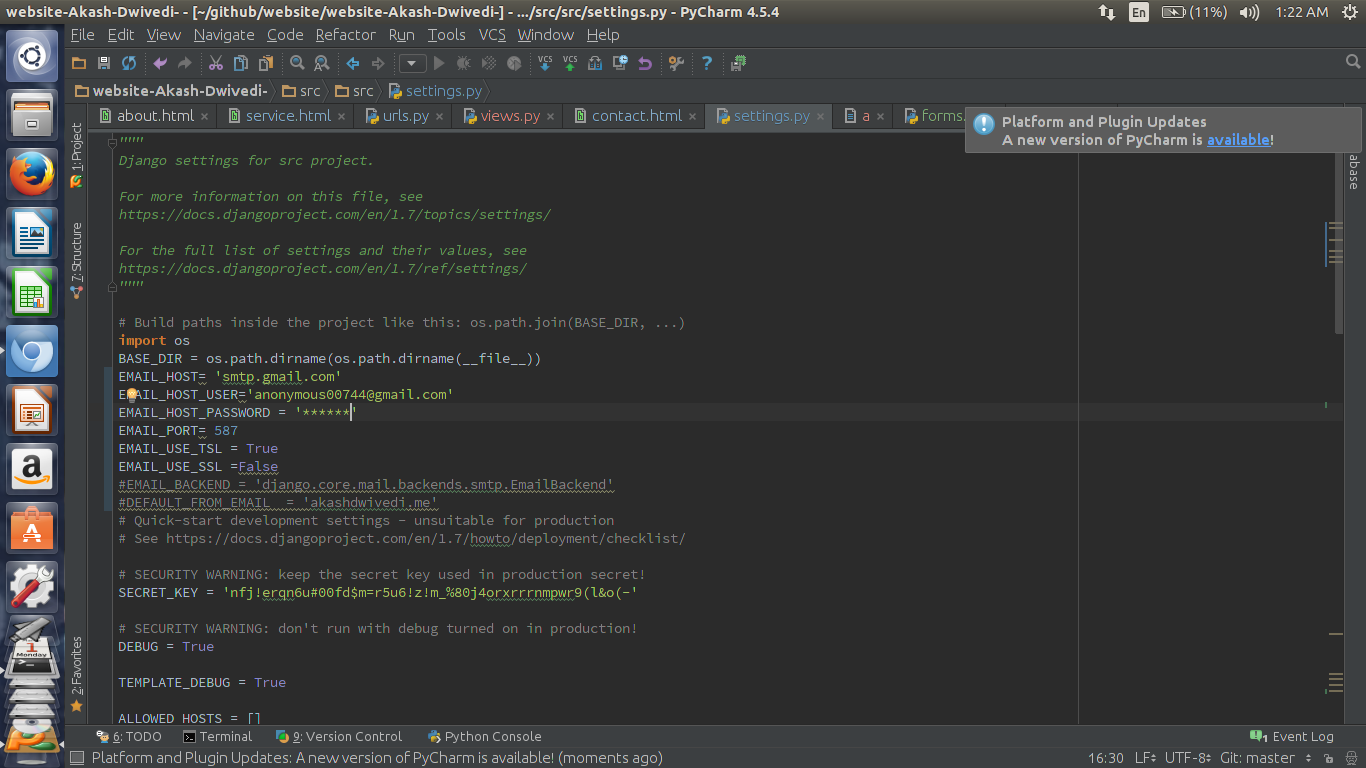 website-Akash-Dwivedi- - [~/github/website/website-Akash-Dwivedi-] - .../src/src/settings.py - PyCharm 4.5.4
En (11%) 1:22 AM
File Edit View Navigate Code Refactor Run Tools VCS Window Help
VCS VCS
website-Akash-Dwivedi- src src settings.py
about.html service.html urls.py views.py contact.html settings.py a forms.
Platform and Plugin Updates
A new version of PyCharm is available!
1: Project
7: Structure
2: Favorites
abase
"""
Django settings for src project.
For more information on this file, see
https://docs.djangoproject.com/en/1.7/topics/settings/
For the full list of settings and their values, see
https://docs.djangoproject.com/en/1.7/ref/settings/
"""
# Build paths inside the project like this: os.path.join(BASE_DIR, ...)
import os
BASE_DIR = os.path.dirname(os.path.dirname(__file__))
EMAIL_HOST= 'smtp.gmail.com'
EMAIL_HOST_USER='anonymous00744@gmail.com'
EMAIL_HOST_PASSWORD = '******'
EMAIL_PORT= 587
EMAIL_USE_TSL = True
EMAIL_USE_SSL =False
#EMAIL_BACKEND = 'django.core.mail.backends.smtp.EmailBackend'
#DEFAULT_FROM_EMAIL  = 'akashdwivedi.me'
# Quick-start development settings - unsuitable for production
# See https://docs.djangoproject.com/en/1.7/howto/deployment/checklist/
# SECURITY WARNING: keep the secret key used in production secret!
SECRET_KEY = 'nfj!erqn6u#00fd$m=r5u6!z!m_%80j4orxrrrnmpwr9(l&o(-'
# SECURITY WARNING: don't run with debug turned on in production!
DEBUG = True
TEMPLATE_DEBUG = True
ALLOWED_HOSTS = []
6: TODO Terminal 9: Version Control Python Console 1 Event Log
Platform and Plugin Updates: A new version of PyCharm is available! (moments ago) 16:30 LF UTF-8 Git: master
1
Monday